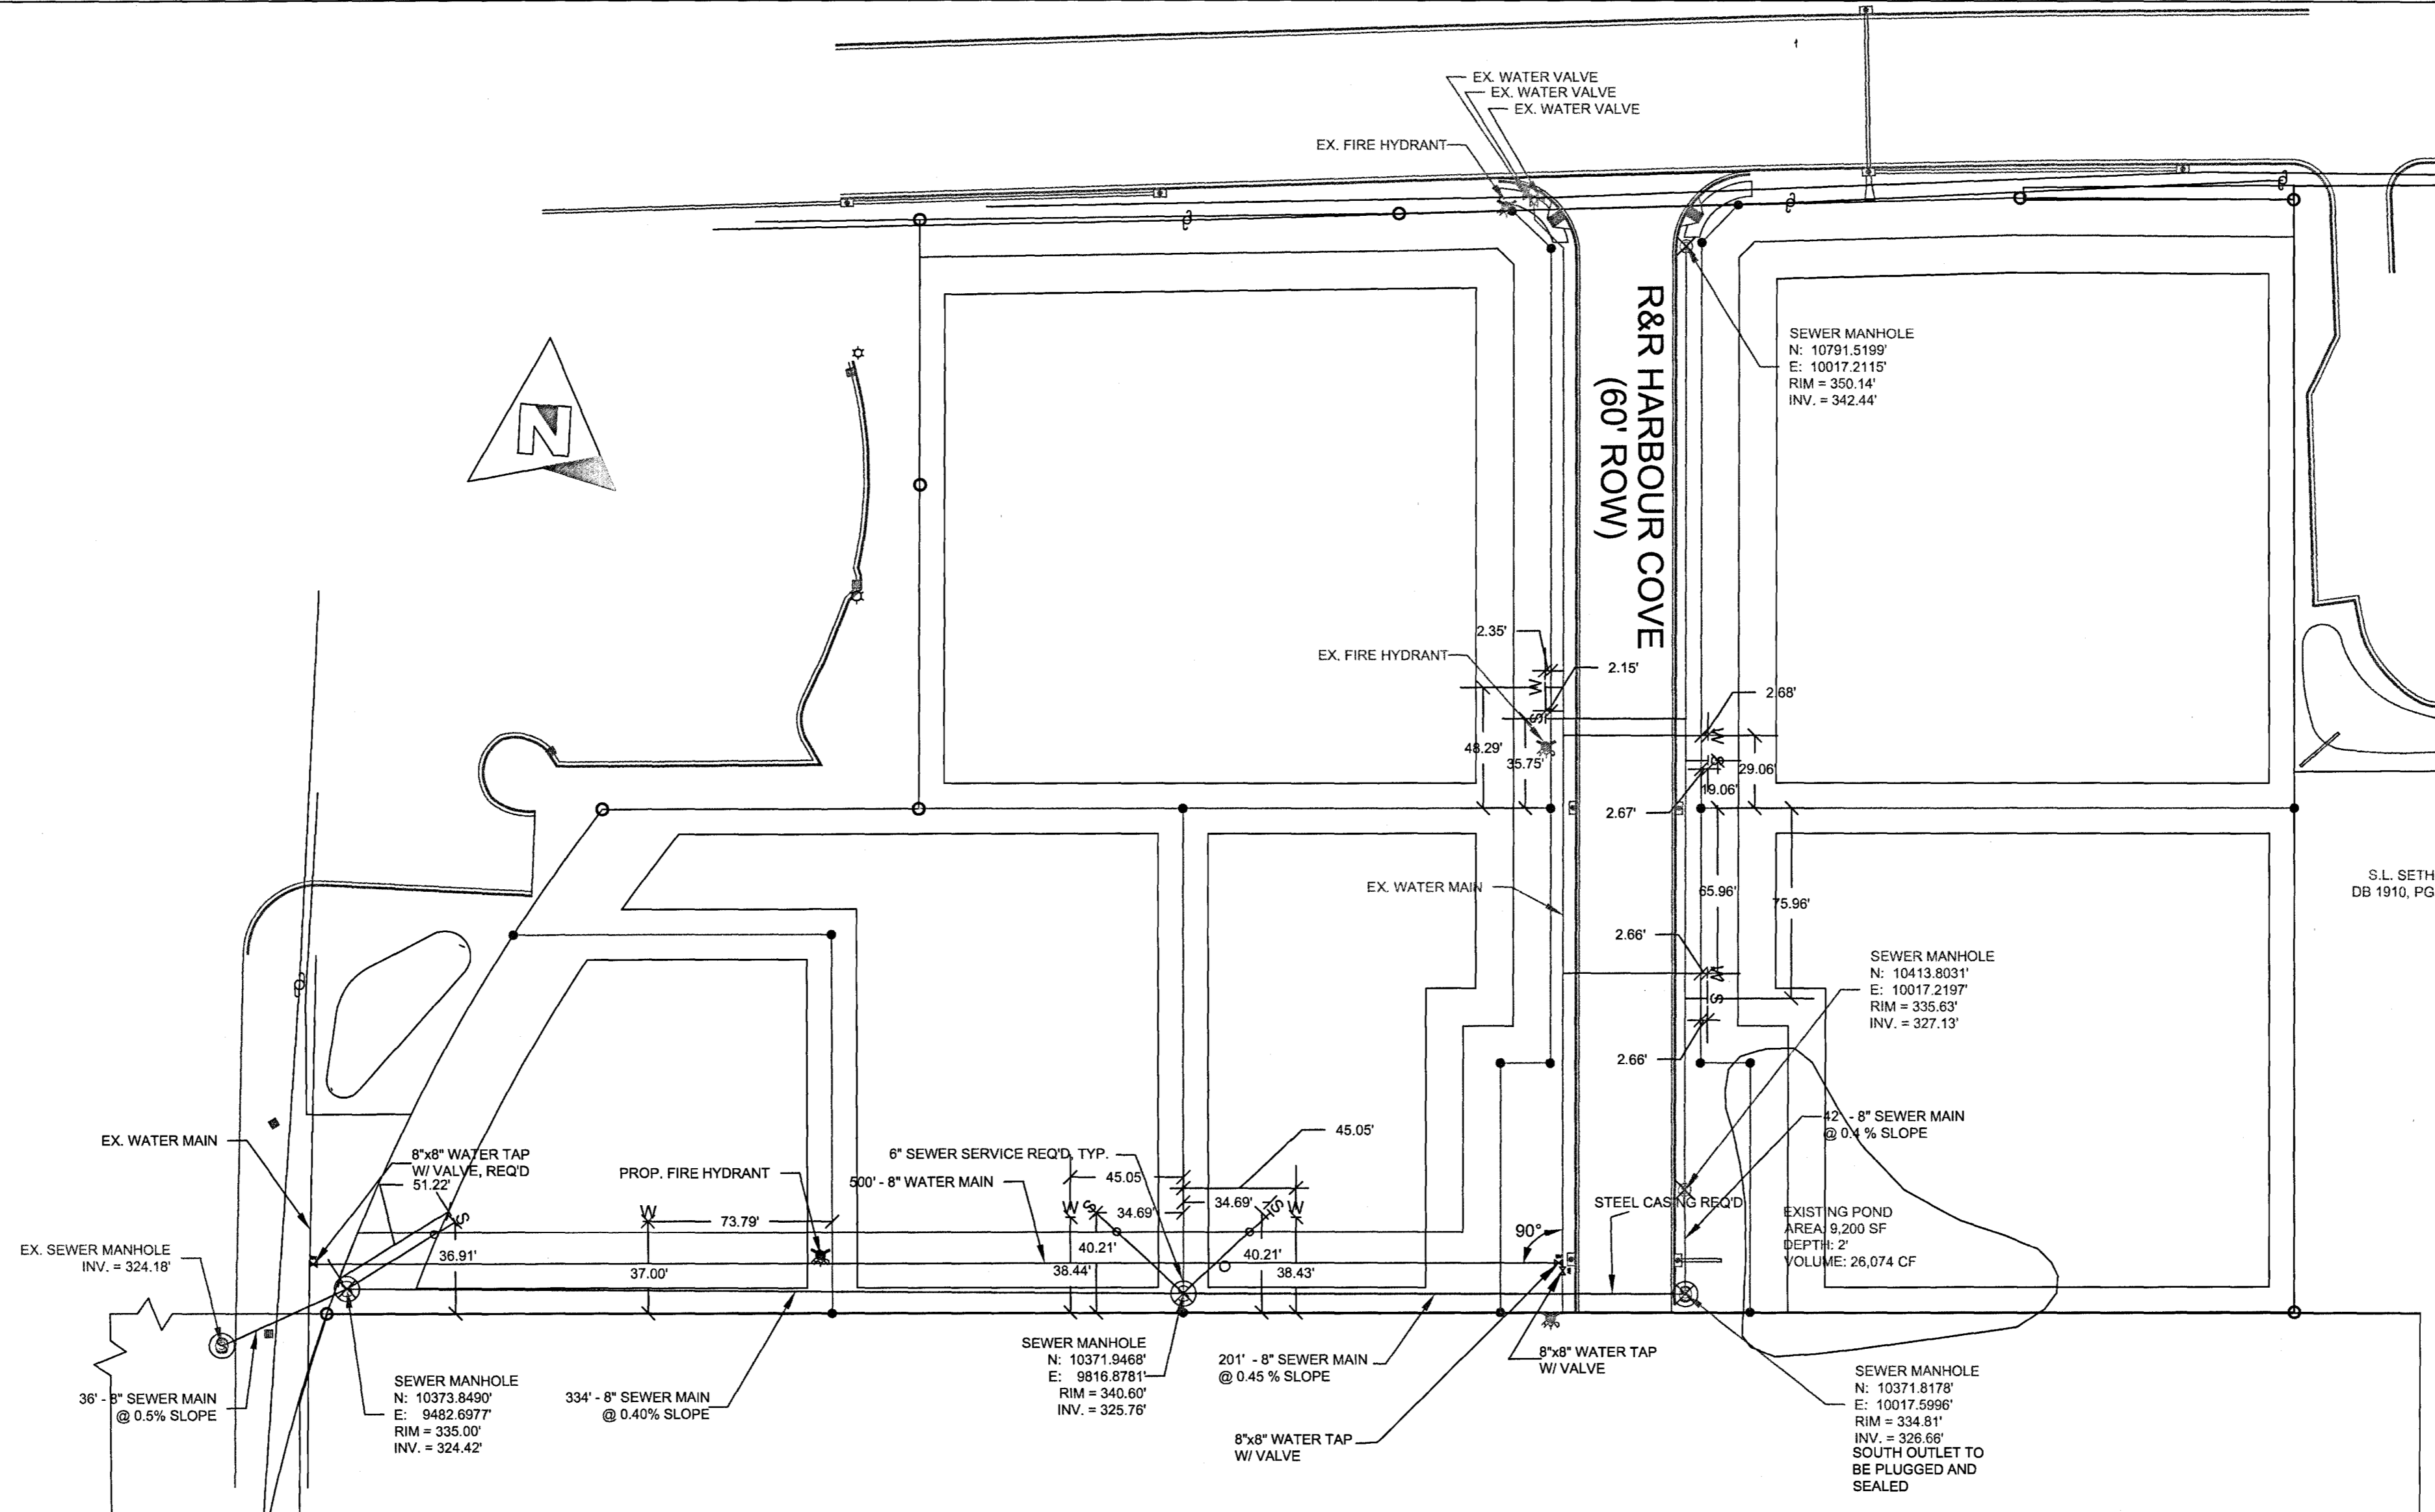 EX. WATER VALVE
EX. WATER VALVE
EX. WATER VALVE
EX. FIRE HYDRANT
R&R HARBOUR COVE
(60' ROW)
SEWER MANHOLE
N: 10791.5199'
E: 10017.2115'
RIM = 350.14'
INV. = 342.44'
N
2.35'
EX. FIRE HYDRANT
2.15'
W
S
2.68'
W
S
48.29'
35.75'
29.06'
19.06'
2.67'
EX. WATER MAIN
65.96'
75.96'
S.L. SETH
DB 1910, PG
2.66'
W
S
SEWER MANHOLE
N: 10413.8031'
E: 10017.2197'
RIM = 335.63'
INV. = 327.13'
2.66'
42' - 8" SEWER MAIN
@ 0.4 % SLOPE
EX. WATER MAIN
8"x8" WATER TAP
W/ VALVE, REQ'D
51.22'
PROP. FIRE HYDRANT
6" SEWER SERVICE REQ'D, TYP.
500' - 8" WATER MAIN
45.05'
45.05
34.69'
34.69'
STEEL CASING REQ'D
EXISTING POND
AREA: 9,200 SF
DEPTH: 2'
VOLUME: 26,074 CF
S
W
73.79'
W
S
S
W
90°
EX. SEWER MANHOLE
INV. = 324.18'
36.91'
37.00'
40.21'
38.44'
40.21'
38.43'
S
36' - 8" SEWER MAIN
@ 0.5% SLOPE
SEWER MANHOLE
N: 10373.8490'
E: 9482.6977'
RIM = 335.00'
INV. = 324.42'
334' - 8" SEWER MAIN
@ 0.40% SLOPE
SEWER MANHOLE
N: 10371.9468'
E: 9816.8781'
RIM = 340.60'
INV. = 325.76'
201' - 8" SEWER MAIN
@ 0.45 % SLOPE
8"x8" WATER TAP
W/ VALVE
8"x8" WATER TAP
W/ VALVE
SEWER MANHOLE
N: 10371.8178'
E: 10017.5996'
RIM = 334.81'
INV. = 326.66'
SOUTH OUTLET TO
BE PLUGGED AND
SEALED